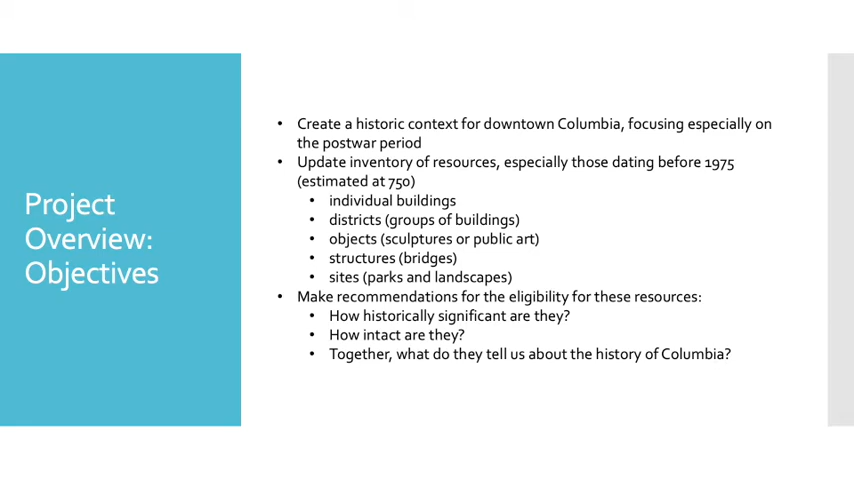 Project
Overview:
Objectives
• Create a historic context for downtown Columbia, focusing especially on
the postwar period
• Update inventory of resources, especially those dating before 1975
(estimated at 750)
• individual buildings
• districts (groups of buildings)
• objects (sculptures or public art)
• structures (bridges)
• sites (parks and landscapes)
• Make recommendations for the eligibility for these resources:
• How historically significant are they?
• How intact are they?
• Together, what do they tell us about the history of Columbia?